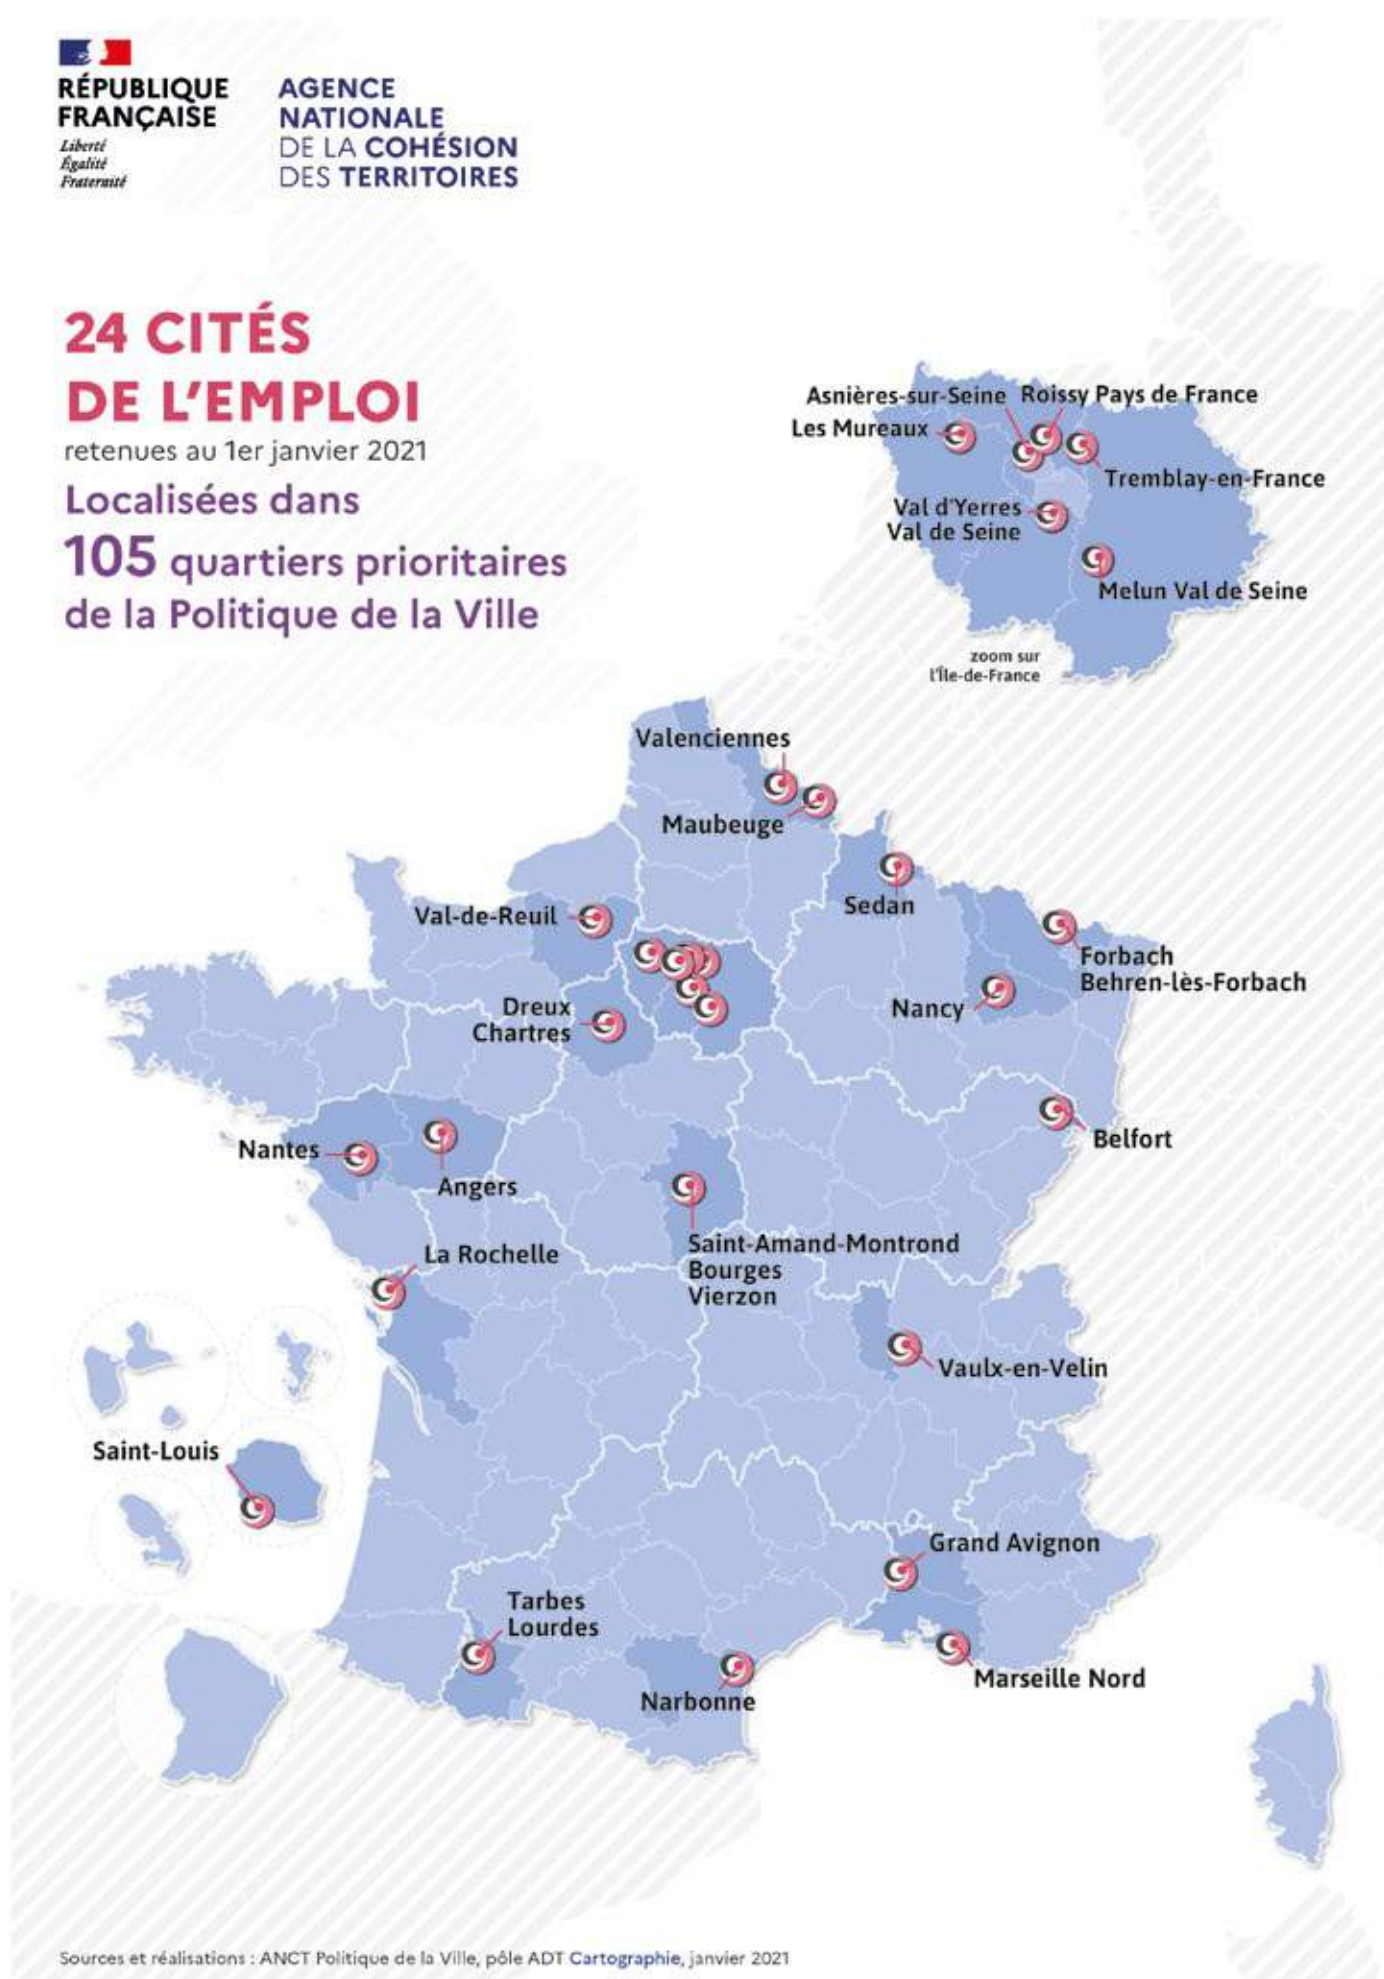 RÉPUBLIQUE
FRANÇAISE
Liberté
Égalité
Fraternité
AGENCE
NATIONALE
DE LA COHÉSION
DES TERRITOIRES
24 CITÉS
DE L'EMPLOI
retenues au 1er janvier 2021
Localisées dans
105 quartiers prioritaires
de la Politique de la Ville
Asnières-sur-Seine
Roissy Pays de France
Les Mureaux
Tremblay-en-France
Val d'Yerres
Val de Seine
Melun Val de Seine
zoom sur
l'Île-de-France
Valenciennes
Maubeuge
Sedan
Val-de-Reuil
Forbach
Behren-lès-Forbach
Nancy
Dreux
Chartres
Nantes
Angers
Belfort
Saint-Amand-Montrond
Bourges
Vierzon
La Rochelle
Vaulx-en-Velin
Saint-Louis
Grand Avignon
Tarbes
Lourdes
Marseille Nord
Narbonne
Sources et réalisations : ANCT Politique de la Ville, pôle ADT Cartographie, janvier 2021